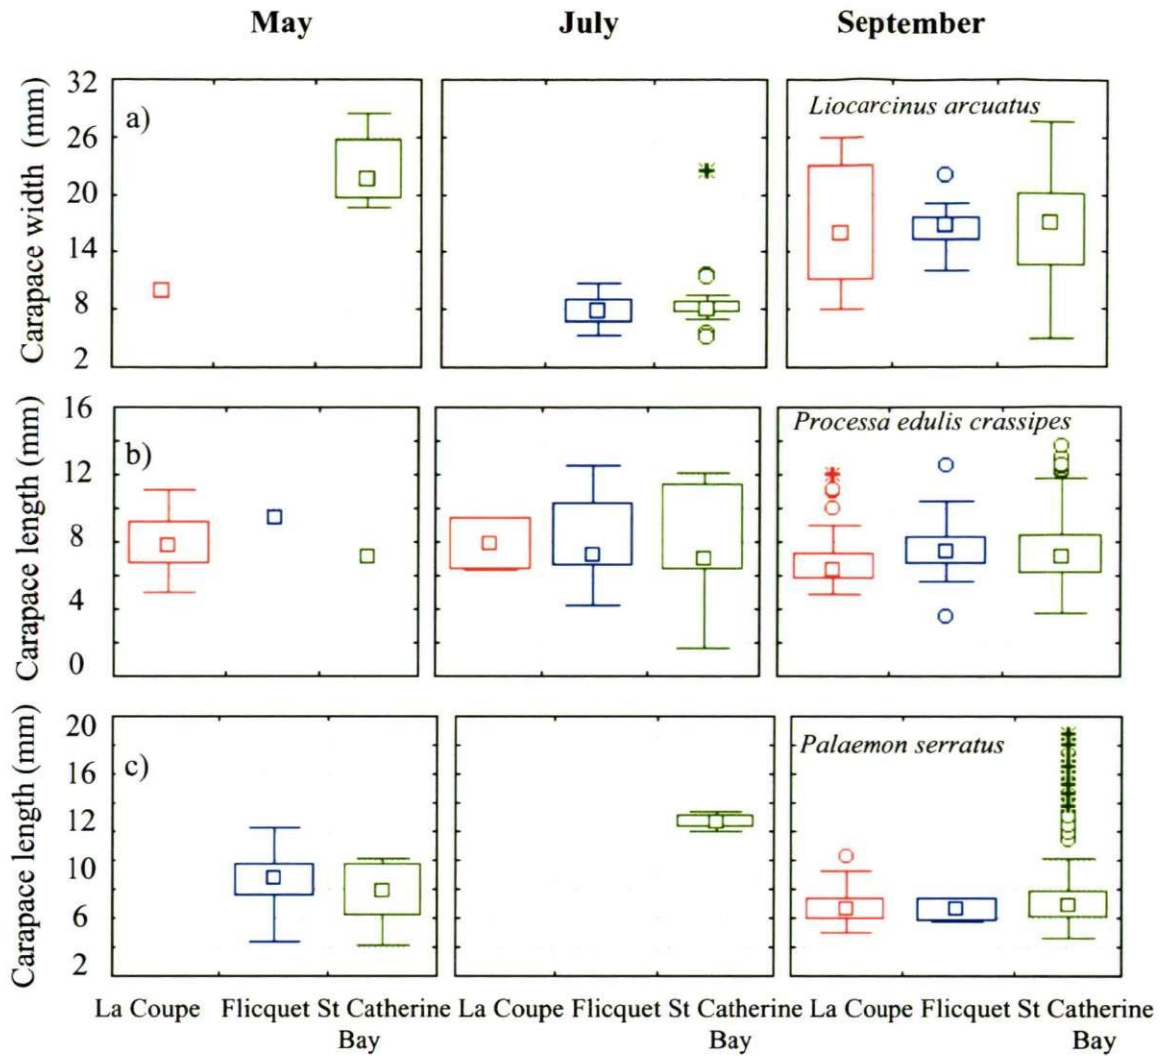 May July September
a) Liocarcinus arcuatus
Carapace width (mm)
32
26
20
14
8
2
b) Processa edulis crassipes
Carapace length (mm)
16
12
8
4
0
c) Palaemon serratus
Carapace length (mm)
20
16
12
10
6
2
La Coupe Flicquet St Catherine La Coupe Flicquet St Catherine La Coupe Flicquet St Catherine
Bay Bay Bay